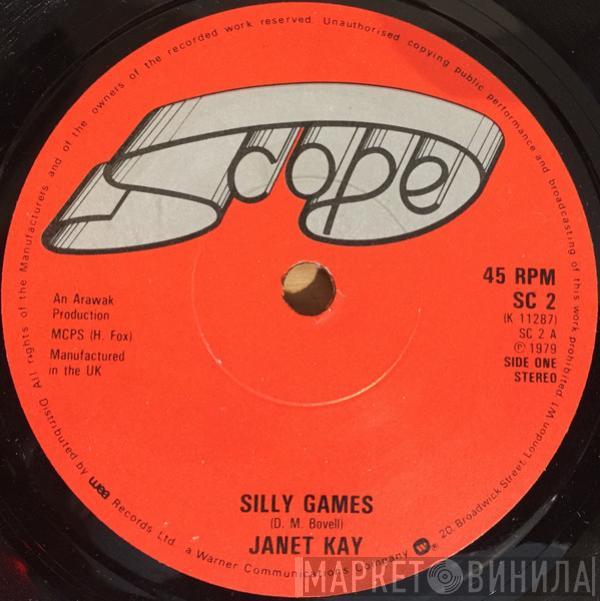 All rights of the Manufacturers and of the owners of the recorded work reserved. Unauthorised copying public performance and broadcasting of this work prohibited.
Scope
45 RPM
SC 2
(K 11287)
SC 2 A
℗ 1979
SIDE ONE
STEREO
An Arawak
Production
MCPS (H. Fox)
Manufactured
in the UK
SILLY GAMES
(D. M. Bovell)
JANET KAY
Distributed by wea Records Ltd. a Warner Communications Company W ®. 20, Broadwick Street, London W1
МАРКЕТ ВИНИЛА